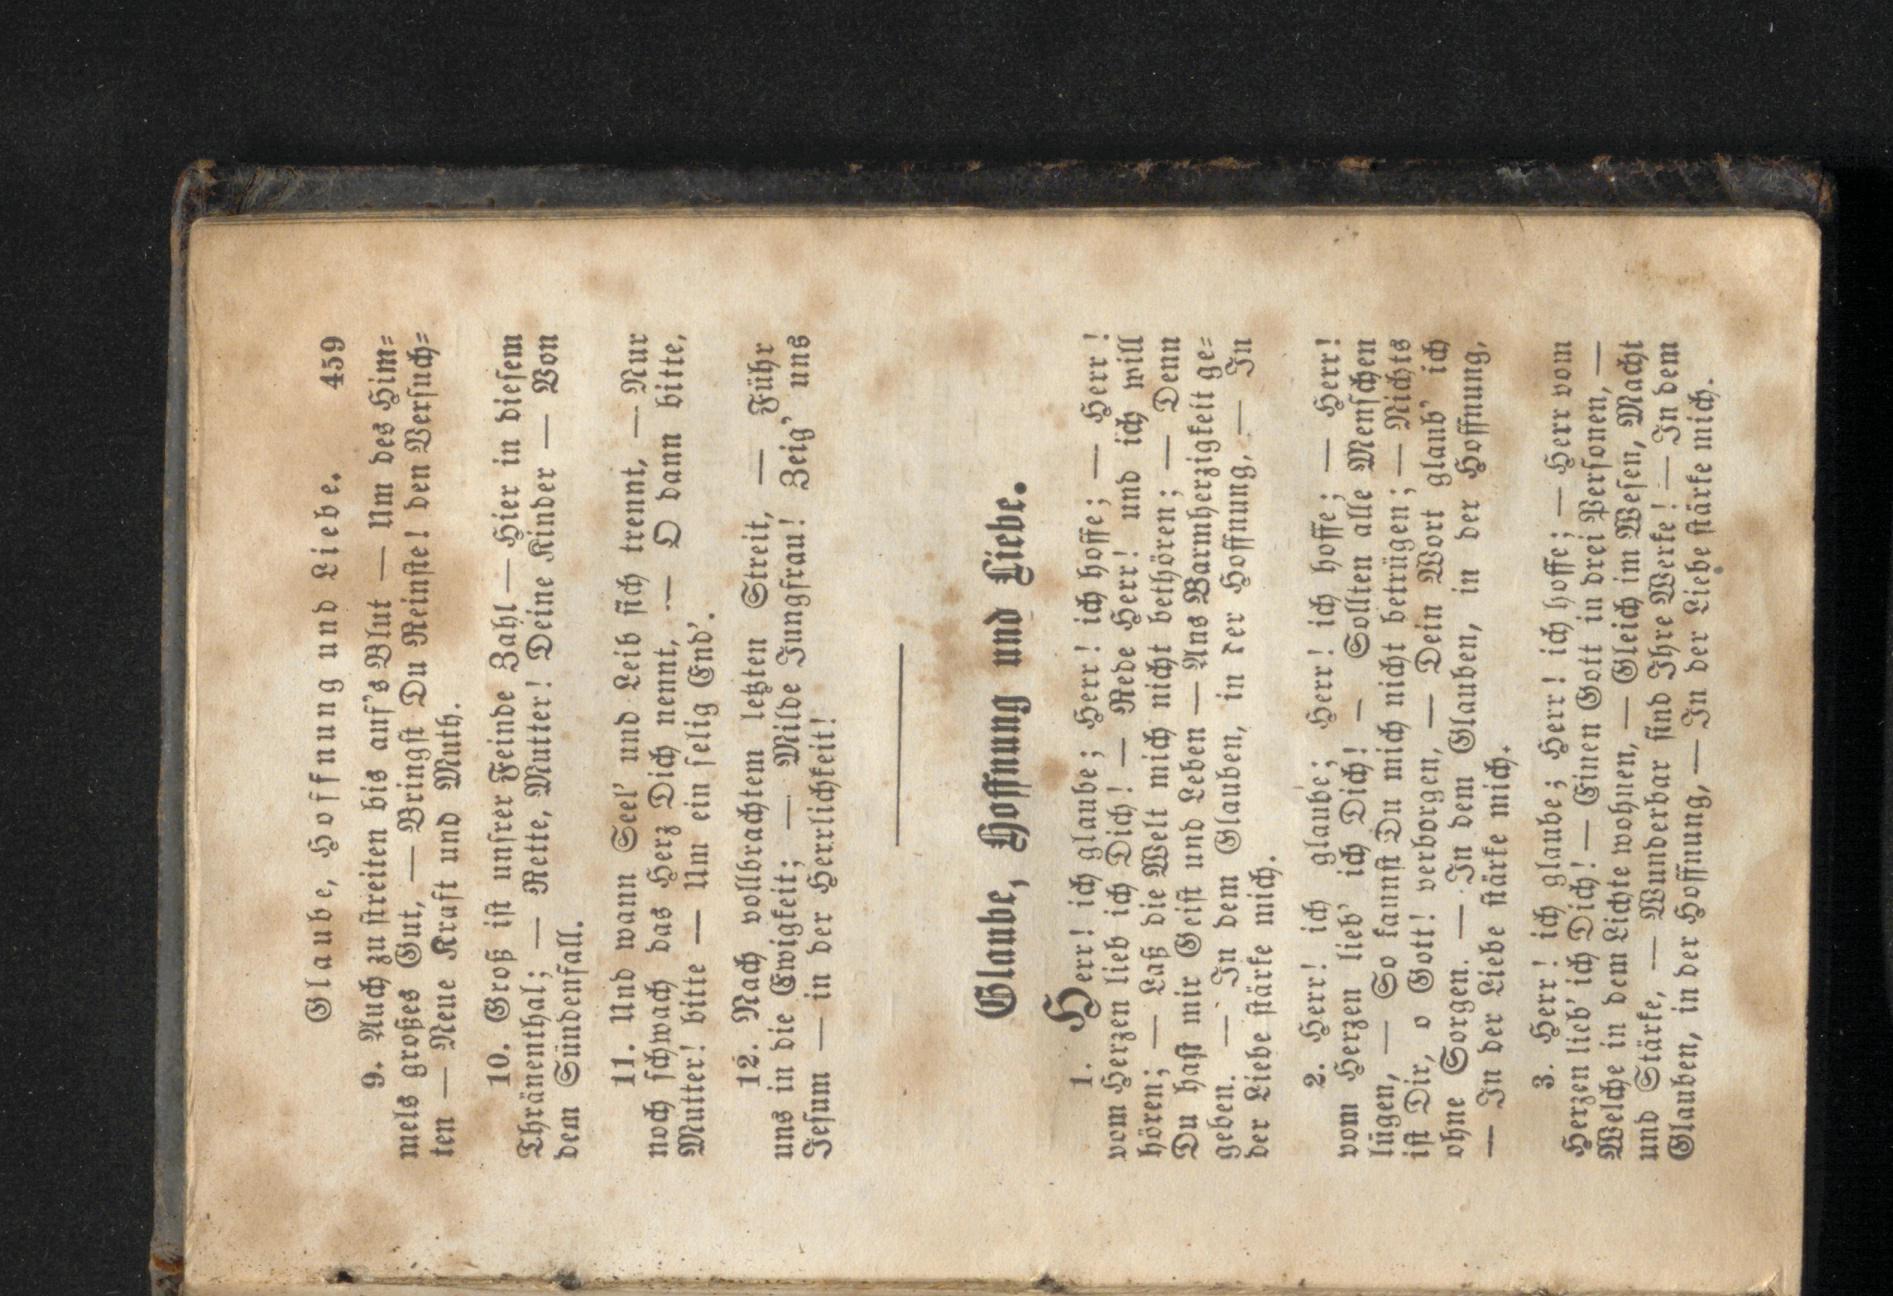 Glaube, Hoffnung und Liebe. 459
9. Auch zu streiten bis auf's Blut — Um des Him=
mels großes Gut, — Bringst Du Reinste! den Versuch=
ten — Neue Kraft und Muth.
10. Groß ist unsrer Feinde Zahl — Hier in diesem
Thränenthal; — Rette, Mutter! Deine Kinder — Von
dem Sündenfall.
11. Und wann Seel' und Leib sich trennt, — Nur
noch schwach das Herz Dich nennt, — O dann bitte,
Mutter! bitte — Um ein selig End'.
12. Nach vollbrachtem letzten Streit, — Führ
uns in die Ewigkeit; — Milde Jungfrau! Zeig' uns
Jesum — in der Herrlichkeit!
Glaube, Hoffnung und Liebe.
1. Herr! ich glaube; Herr! ich hoffe; — Herr!
vom Herzen lieb ich Dich! — Rede Herr! und ich will
hören; — Laß die Welt mich nicht bethören; — Denn
Du hast mir Geist und Leben — Aus Barmherzigkeit ge=
geben. — In dem Glauben, in der Hoffnung, — In
der Liebe stärke mich.
2. Herr! ich glaube; Herr! ich hoffe; — Herr!
vom Herzen lieb' ich Dich! — Sollten alle Menschen
lügen, — So kannst Du mich nicht betrügen; — Nichts
ist Dir, o Gott! verborgen, — Dein Wort glaub' ich
ohne Sorgen. — In dem Glauben, in der Hoffnung,
— In der Liebe stärke mich.
3. Herr! ich glaube; Herr! ich hoffe; — Herr vom
Herzen lieb' ich Dich! — Einen Gott in drei Personen, —
Welche in dem Lichte wohnen, — Gleich im Wesen, Macht
und Stärke, — Wunderbar sind Ihre Werke! — In dem
Glauben, in der Hoffnung, — In der Liebe stärke mich.